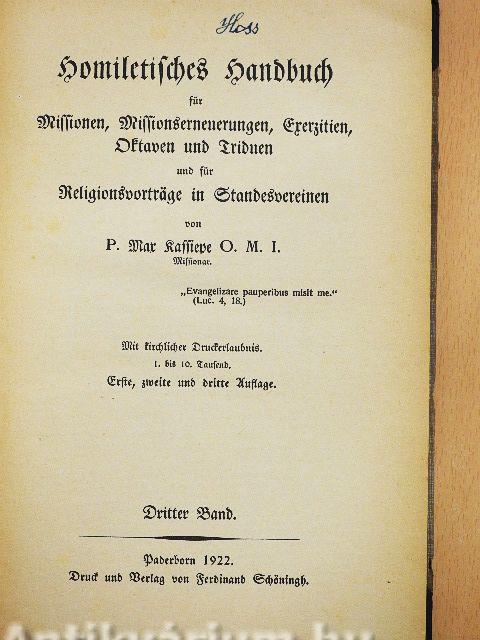 Hoss
Homiletisches Handbuch
für
Missionen, Missionserneuerungen, Exerzitien,
Oktaven und Triduen
und für
Religionsvorträge in Standesvereinen
von
P. Max Kassiepe O. M. I.
Missionar.
„Evangelizare pauperibus misit me.“
(Luc. 4, 18.)
Mit kirchlicher Druckerlaubnis.
1. bis 10. Tausend.
Erste, zweite und dritte Auflage.
Dritter Band.
Paderborn 1922.
Druck und Verlag von Ferdinand Schöningh.
Antikvárium.hu